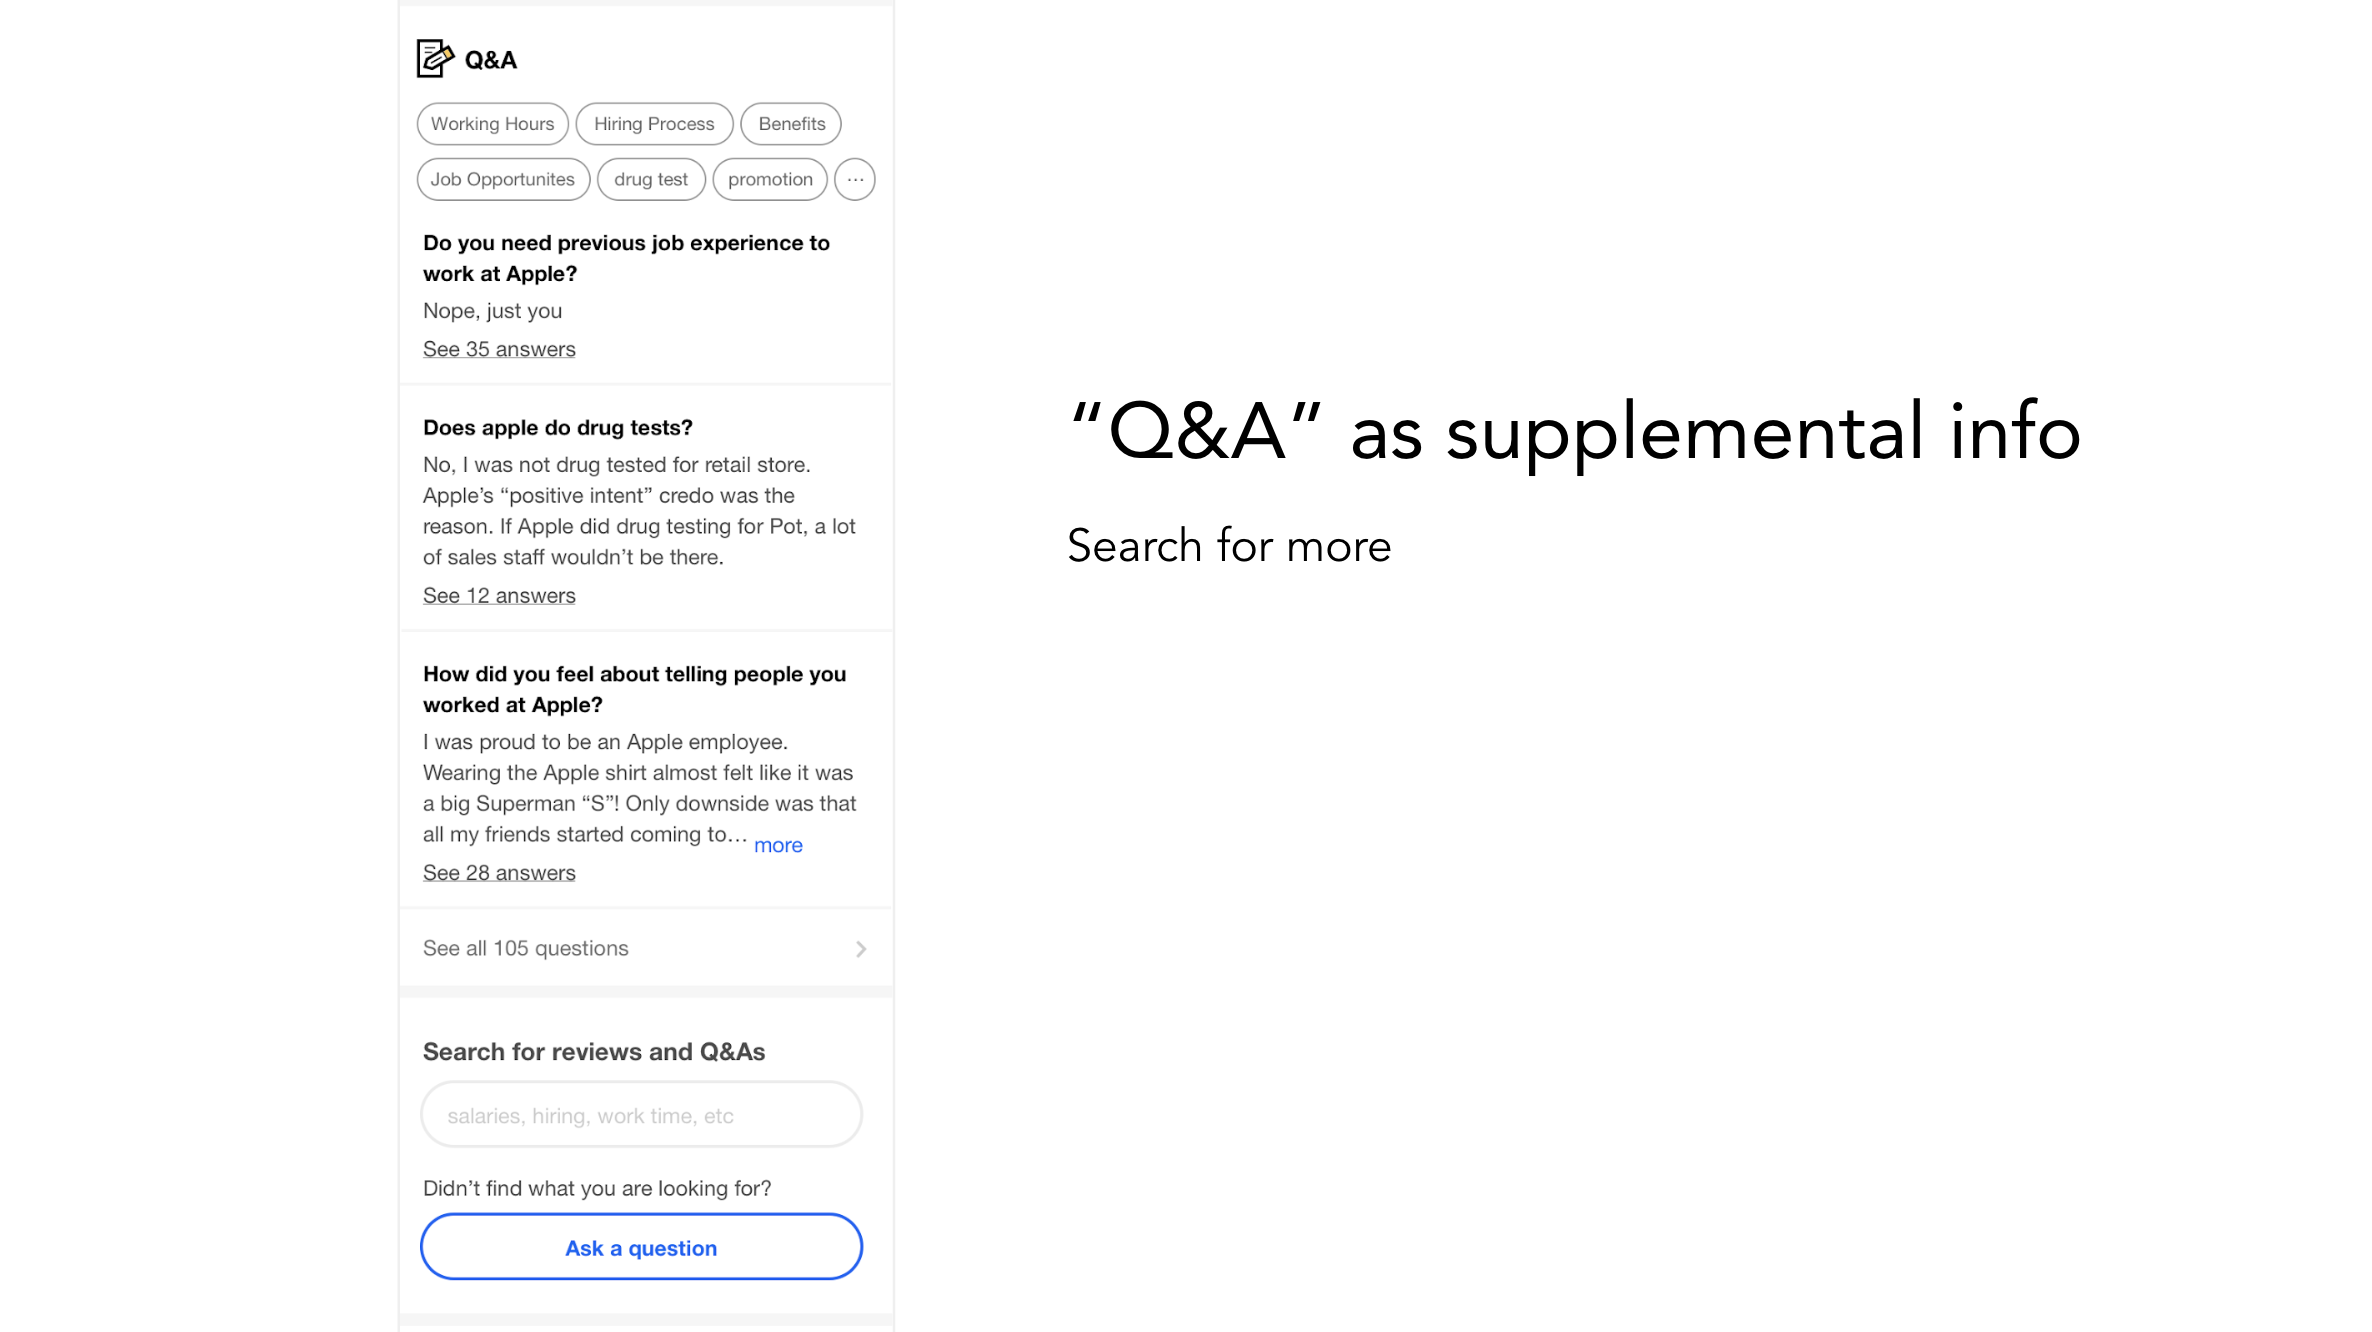 Q&A
Working Hours Hiring Process Benefits
Job Opportunites drug test promotion ...
Do you need previous job experience to
work at Apple?
Nope, just you
See 35 answers
Does apple do drug tests?
No, I was not drug tested for retail store.
Apple’s “positive intent” credo was the
reason. If Apple did drug testing for Pot, a lot
of sales staff wouldn’t be there.
See 12 answers
How did you feel about telling people you
worked at Apple?
I was proud to be an Apple employee.
Wearing the Apple shirt almost felt like it was
a big Superman “S”! Only downside was that
all my friends started coming to… more
See 28 answers
See all 105 questions
Search for reviews and Q&As
salaries, hiring, work time, etc
Didn’t find what you are looking for?
Ask a question
“Q&A” as supplemental info
Search for more